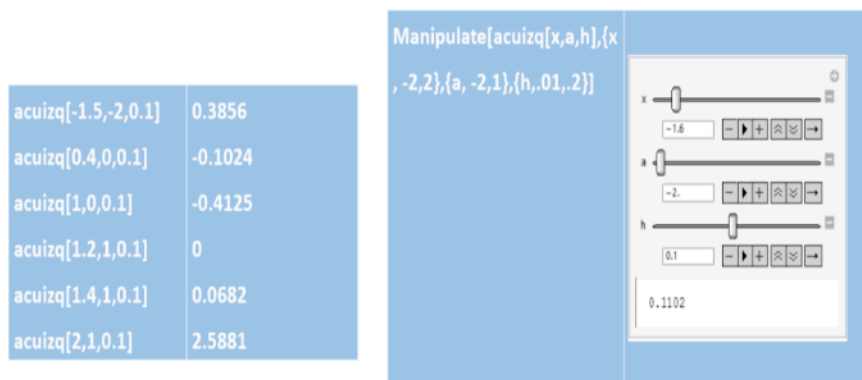 acuizq[-1.5,-2,0.1] 0.3856
acuizq[0.4,0,0.1] -0.1024
acuizq[1,0,0.1] -0.4125
acuizq[1.2,1,0.1] 0
acuizq[1.4,1,0.1] 0.0682
acuizq[2,1,0.1] 2.5881
Manipulate[acuizq[x,a,h],{x
, -2,2},{a, -2,1},{h,.01,.2}]
x
-1.6
a
-2.
h
0.1
0.1102